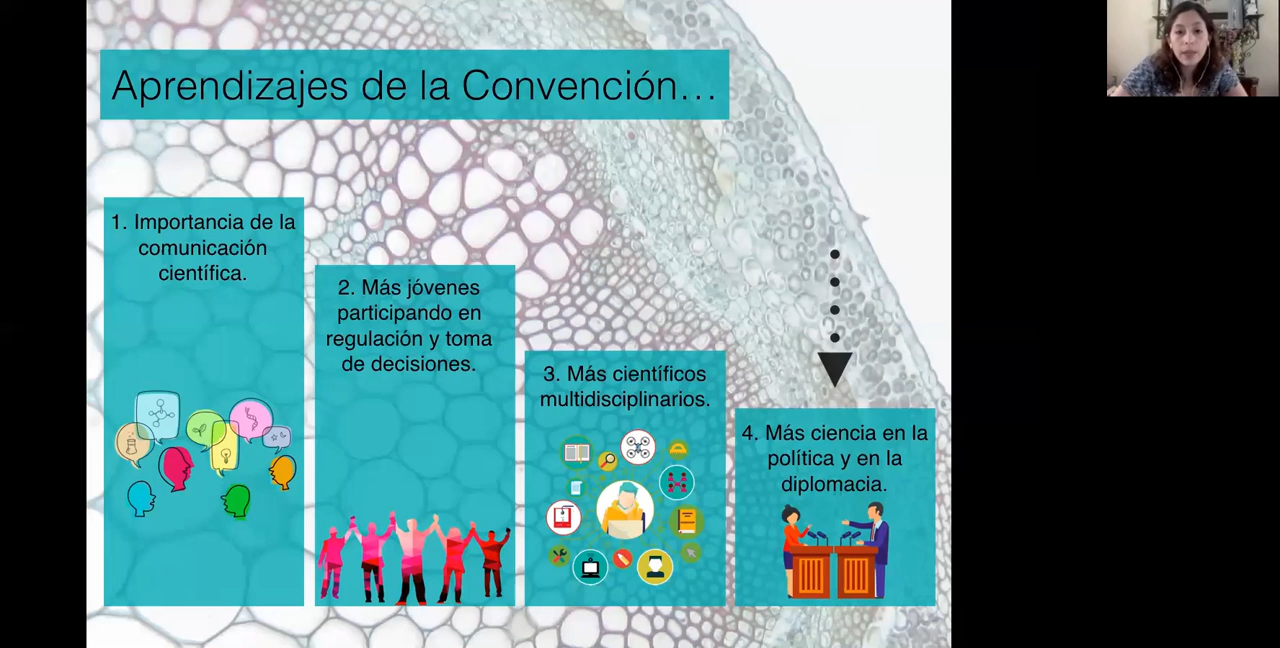 Aprendizajes de la Convención...
1. Importancia de la
comunicación
científica.
2. Más jóvenes
participando en
regulación y toma
de decisiones.
3. Más científicos
multidisciplinarios.
4. Más ciencia en la
política y en la
diplomacia.